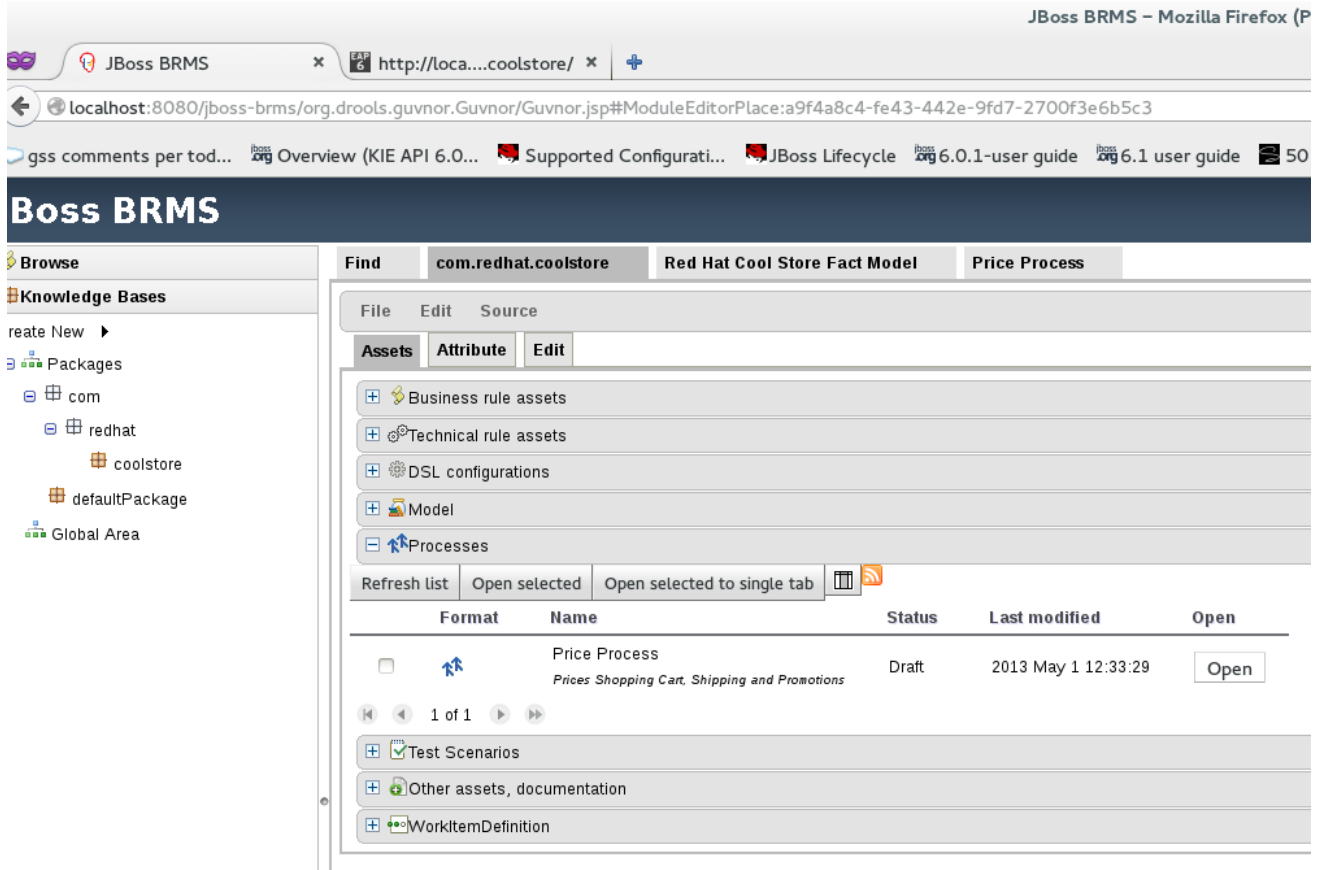 JBoss BRMS – Mozilla Firefox (P
JBoss BRMS × EAP 6 http://loca....coolstore/ ×
localhost:8080/jboss-brms/org.drools.guvnor.Guvnor/Guvnor.jsp#ModuleEditorPlace:a9f4a8c4-fe43-442e-9fd7-2700f3e6b5c3
gss comments per tod... Overview (KIE API 6.0... Supported Configurati... JBoss Lifecycle 6.0.1-user guide 6.1 user guide 50
Boss BRMS
Browse
Knowledge Bases
reate New
Packages
com
redhat
coolstore
defaultPackage
Global Area
Find com.redhat.coolstore Red Hat Cool Store Fact Model Price Process
File Edit Source
Assets Attribute Edit
Business rule assets
Technical rule assets
DSL configurations
Model
Processes
Refresh list Open selected Open selected to single tab
Format Name Status Last modified Open
Price Process
Prices Shopping Cart, Shipping and Promotions
Draft 2013 May 1 12:33:29 Open
1 of 1
Test Scenarios
Other assets, documentation
WorkItemDefinition